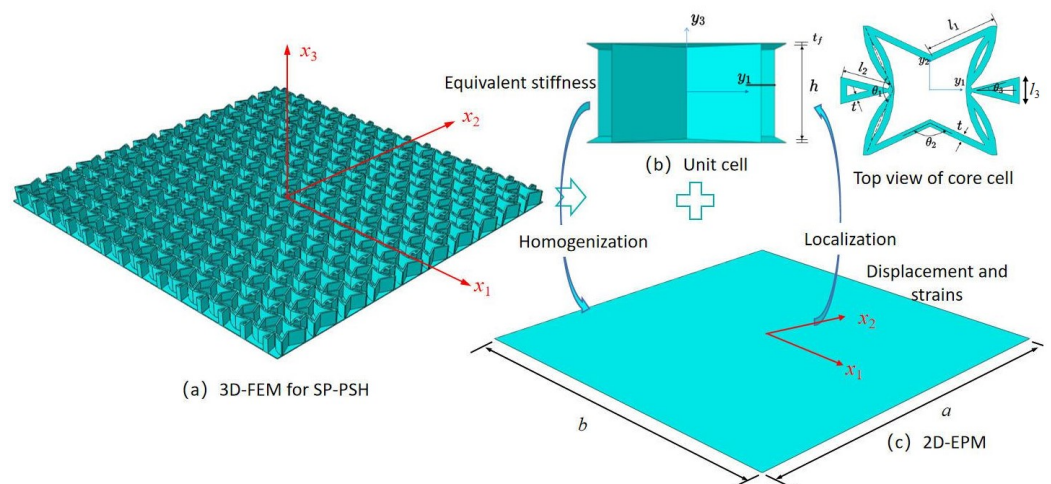 x₃
x₂
x₁
(a) 3D-FEM for SP-PSH
Equivalent stiffness
Homogenization
y₃
y₁
t_f
h
(b) Unit cell
l₁
l₂
l₃
y₂
y₁
θ₁
θ₃
θ₂
t
t
Top view of core cell
Localization
Displacement and
strains
x₂
x₁
b
a
(c) 2D-EPM